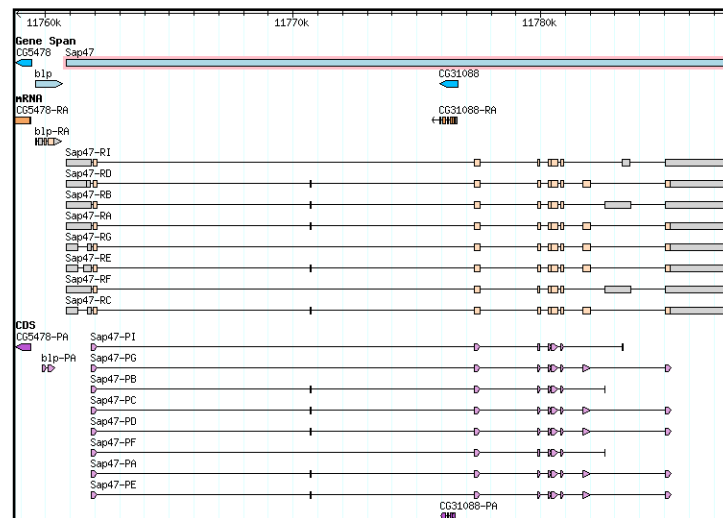 11760k 11770k 11780k
Gene Span
CG5478 Sap47
blp CG31088
mRNA
CG5478-RA CG31088-RA
blp-RA
Sap47-RI
Sap47-RD
Sap47-RB
Sap47-RA
Sap47-RG
Sap47-RE
Sap47-RF
Sap47-RC
CDS
CG5478-PA Sap47-PI
blp-PA Sap47-PG
Sap47-PB
Sap47-PC
Sap47-PD
Sap47-PF
Sap47-PA
Sap47-PE
CG31088-PA